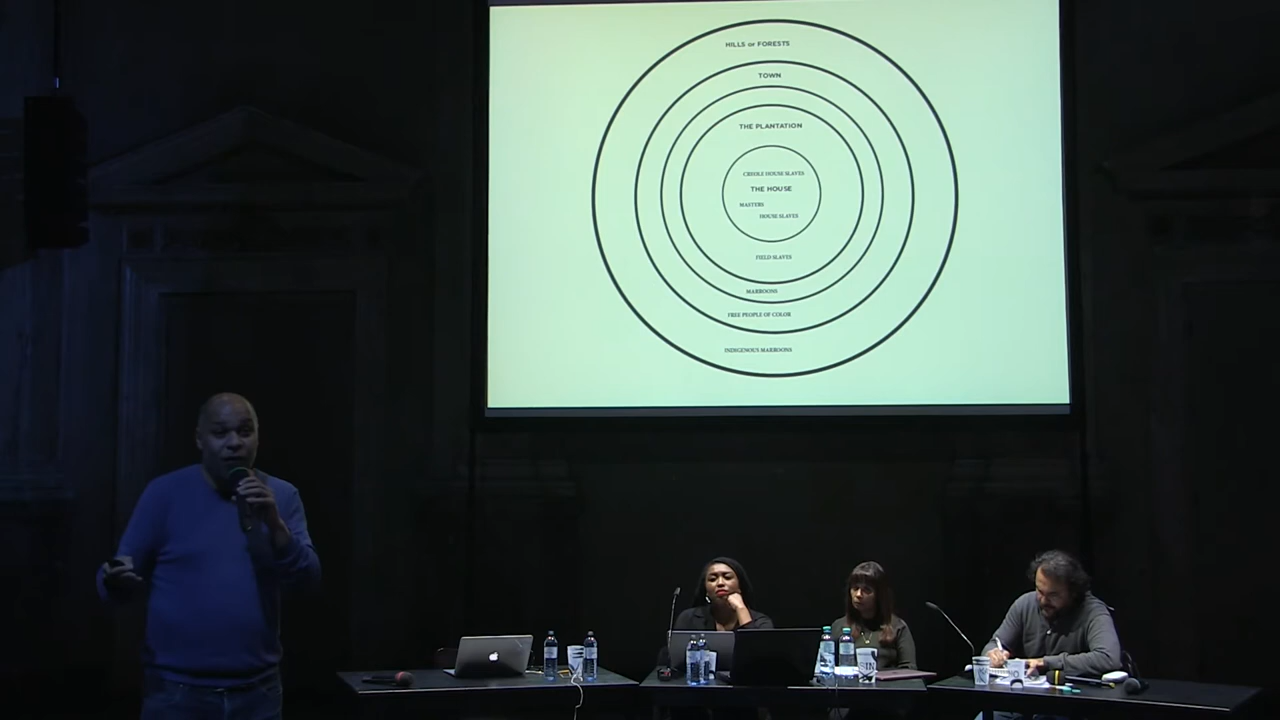 HILLS or FORESTS
TOWN
THE PLANTATION
CREOLE HOUSE SLAVES
THE HOUSE
MASTERS
HOUSE SLAVES
FIELD SLAVES
MARROONS
FREE PEOPLE OF COLOR
INDIGENOUS MARROONS